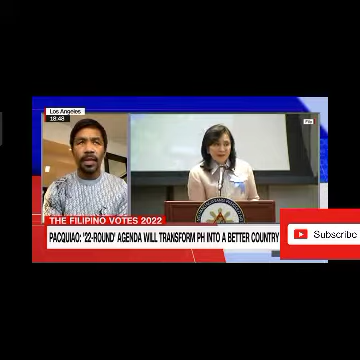 Los Angeles
18:48
File
THE FILIPINO VOTES 2022
PACQUIAO: '22-ROUND' AGENDA WILL TRANSFORM PH INTO A BETTER COUNTRY
Subscribe